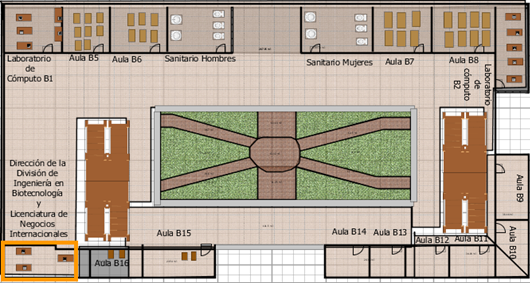 Laboratorio
de
Cómputo B1
Aula B5
Aula B6
Sanitario Hombres
Sanitario Mujeres
Aula B7
Aula B8
Laboratorio
de
cómputo
B2
Dirección de la
División de
Ingeniería en
Biotecnología
y
Licenciatura de
Negocios
Internacionales
Aula B9
Aula B10
Aula B16
Aula B15
Aula B14
Aula B13
Aula B12
Aula B11